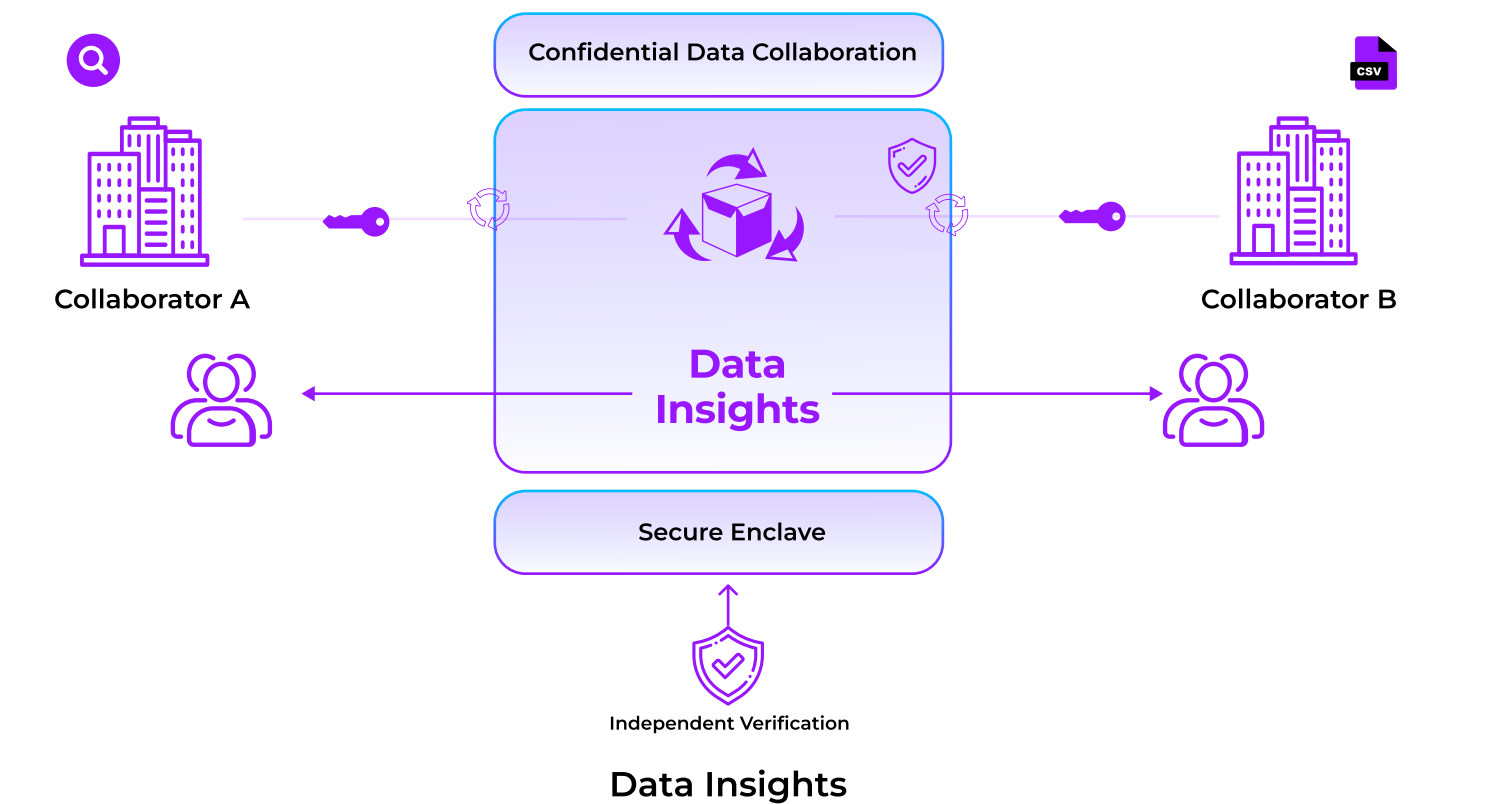 Confidential Data Collaboration
CSV
Collaborator A
Collaborator B
Data
Insights
Secure Enclave
Independent Verification
Data Insights